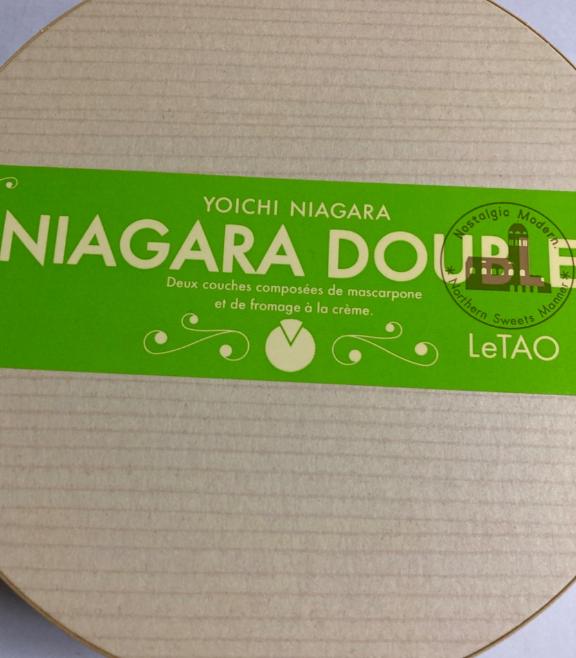 YOICHI NIAGARA
NIAGARA DOUBLE
Deux couches composées de mascarpone
et de fromage à la crème.
Nostalgic Modern.
Northern Sweets Manner
LeTAO